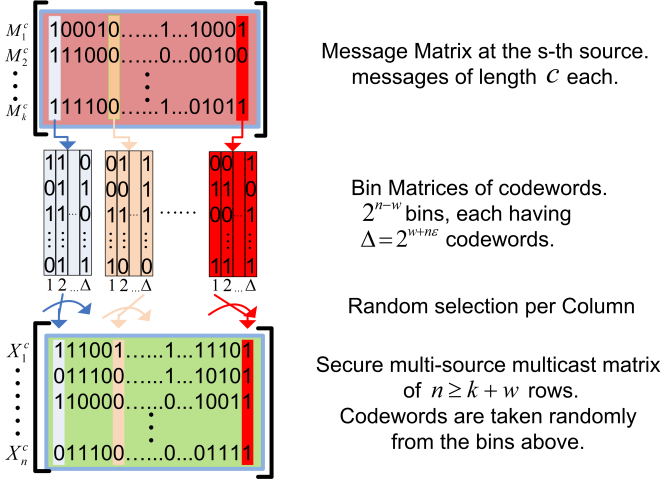 M_1^c 100010......1...10001
M_2^c 111000......0...00100
M_k^c 111100......1...01011
Message Matrix at the s-th source.
messages of length c each.
11 0 01 1 00 1
01 1 00 1 11 0
11...0 11...1 ...... 00...1
01 1 10 0 11 1
1 2 ... Δ 1 2 ... Δ 1 2 ... Δ
Bin Matrices of codewords.
2^{n-w} bins, each having
Δ = 2^{w+nε} codewords.
Random selection per Column
X_1^c 111001......1...11101
011100......1...10101
110000......0...10011
X_n^c 011100......0...01111
Secure multi-source multicast matrix
of n ≥ k + w rows.
Codewords are taken randomly
from the bins above.